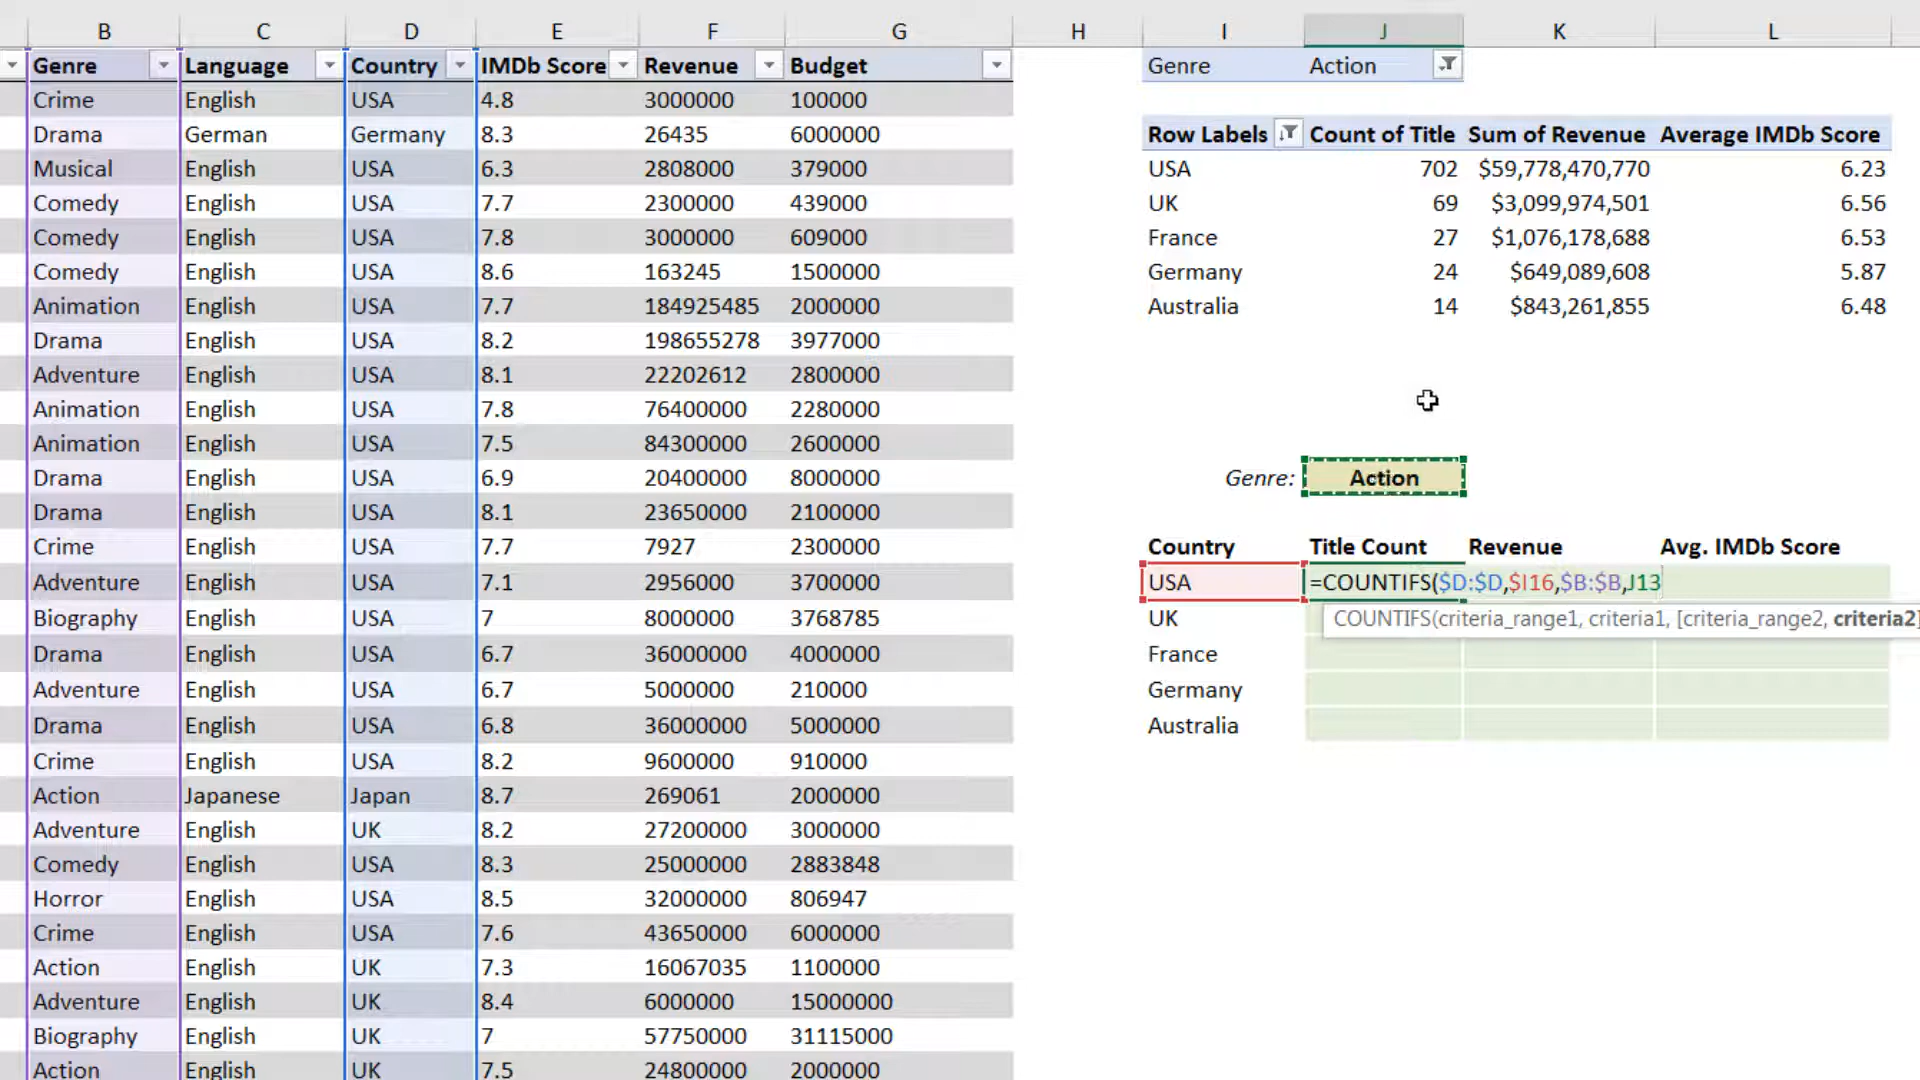 B C D E F G H I J K L
Genre Language Country IMDb Score Revenue Budget Genre Action
Crime English USA 4.8 3000000 100000
Drama German Germany 8.3 26435 6000000 Row Labels Count of Title Sum of Revenue Average IMDb Score
Musical English USA 6.3 2808000 379000 USA 702 $59,778,470,770 6.23
Comedy English USA 7.7 2300000 439000 UK 69 $3,099,974,501 6.56
Comedy English USA 7.8 3000000 609000 France 27 $1,076,178,688 6.53
Comedy English USA 8.6 163245 1500000 Germany 24 $649,089,608 5.87
Animation English USA 7.7 184925485 2000000 Australia 14 $843,261,855 6.48
Drama English USA 8.2 198655278 3977000
Adventure English USA 8.1 22202612 2800000
Animation English USA 7.8 76400000 2280000
Animation English USA 7.5 84300000 2600000
Drama English USA 6.9 20400000 8000000 Genre: Action
Drama English USA 8.1 23650000 2100000
Crime English USA 7.7 7927 2300000 Country Title Count Revenue Avg. IMDb Score
Adventure English USA 7.1 2956000 3700000 USA =COUNTIFS($D:$D,$I16,$B:$B,J13
Biography English USA 7 8000000 3768785 UK COUNTIFS(criteria_range1, criteria1, [criteria_range2, criteria2]
Drama English USA 6.7 36000000 4000000 France
Adventure English USA 6.7 5000000 210000 Germany
Drama English USA 6.8 36000000 5000000 Australia
Crime English USA 8.2 9600000 910000
Action Japanese Japan 8.7 269061 2000000
Adventure English UK 8.2 27200000 3000000
Comedy English USA 8.3 25000000 2883848
Horror English USA 8.5 32000000 806947
Crime English USA 7.6 43650000 6000000
Action English UK 7.3 16067035 1100000
Adventure English UK 8.4 6000000 15000000
Biography English UK 7 57750000 31115000
Action English UK 7.5 24800000 2000000